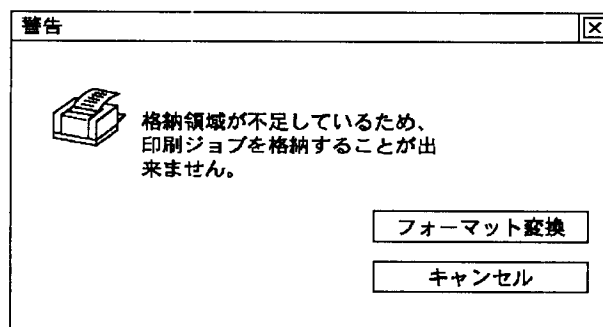 警告
格納領域が不足しているため、
印刷ジョブを格納することが出
来ません。
フォーマット変換
キャンセル